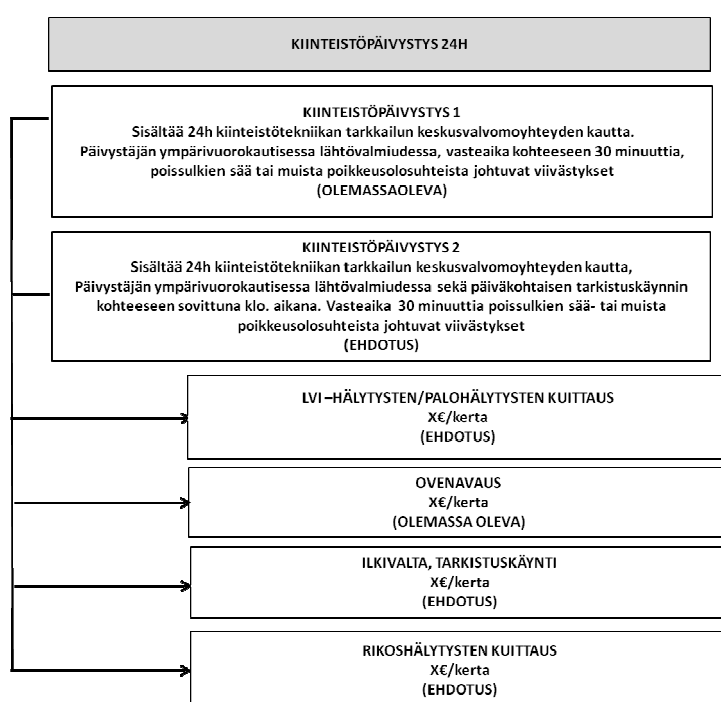 KIINTEISTÖPÄIVYSTYS 24H
KIINTEISTÖPÄIVYSTYS 1
Sisältää 24h kiinteistötekniikan tarkkailun keskusvalvomoyhteyden kautta.
Päivystäjän ympärivuorokautisessa lähtövalmiudessa, vasteaika kohteeseen 30 minuuttia,
poissulkien sää tai muista poikkeusolosuhteista johtuvat viivästykset
(OLEMASSAOLEVA)
KIINTEISTÖPÄIVYSTYS 2
Sisältää 24h kiinteistötekniikan tarkkailun keskusvalvomoyhteyden kautta,
Päivystäjän ympärivuorokautisessa lähtövalmiudessa sekä päiväkohtaisen tarkistuskäynnin
kohteeseen sovittuna klo. aikana. Vasteaika 30 minuuttia poissulkien sää- tai muista
poikkeusolosuhteista johtuvat viivästykset
(EHDOTUS)
LVI –HÄLYTYSTEN/PALOHÄLYTYSTEN KUITTAUS
X€/kerta
(EHDOTUS)
OVENAVAUS
X€/kerta
(OLEMASSA OLEVA)
ILKIVALTA, TARKISTUSKÄYNTI
X€/kerta
(EHDOTUS)
RIKOSHÄLYTYSTEN KUITTAUS
X€/kerta
(EHDOTUS)